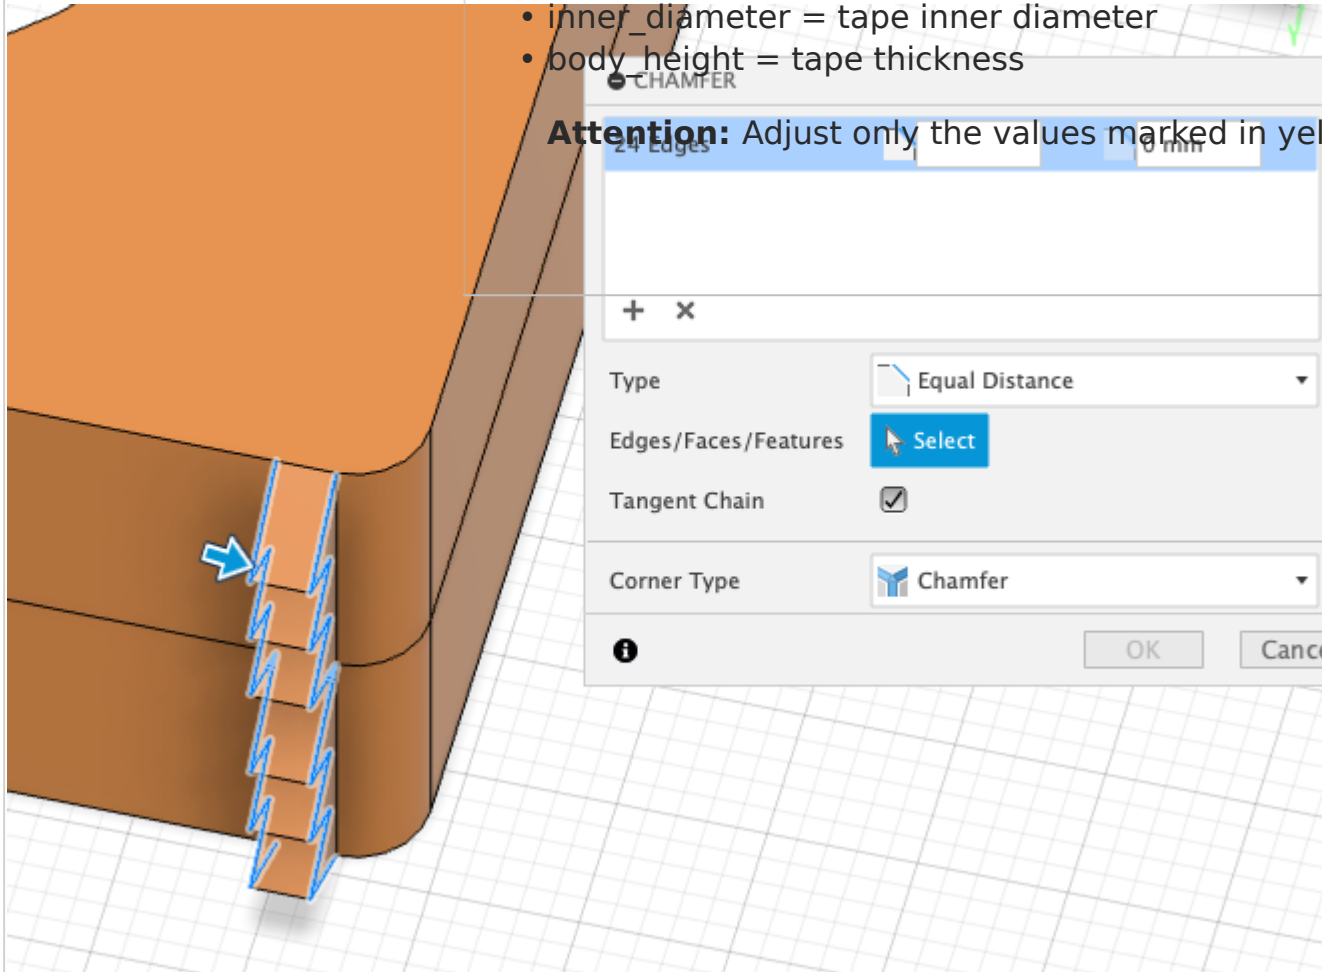 • inner_diameter = tape inner diameter
• body_height = tape thickness
CHAMFER
Attention: Adjust only the values marked in yel
24 Edges 0 mm
Type Equal Distance
Edges/Faces/Features Select
Tangent Chain
Corner Type Chamfer
OK Cance